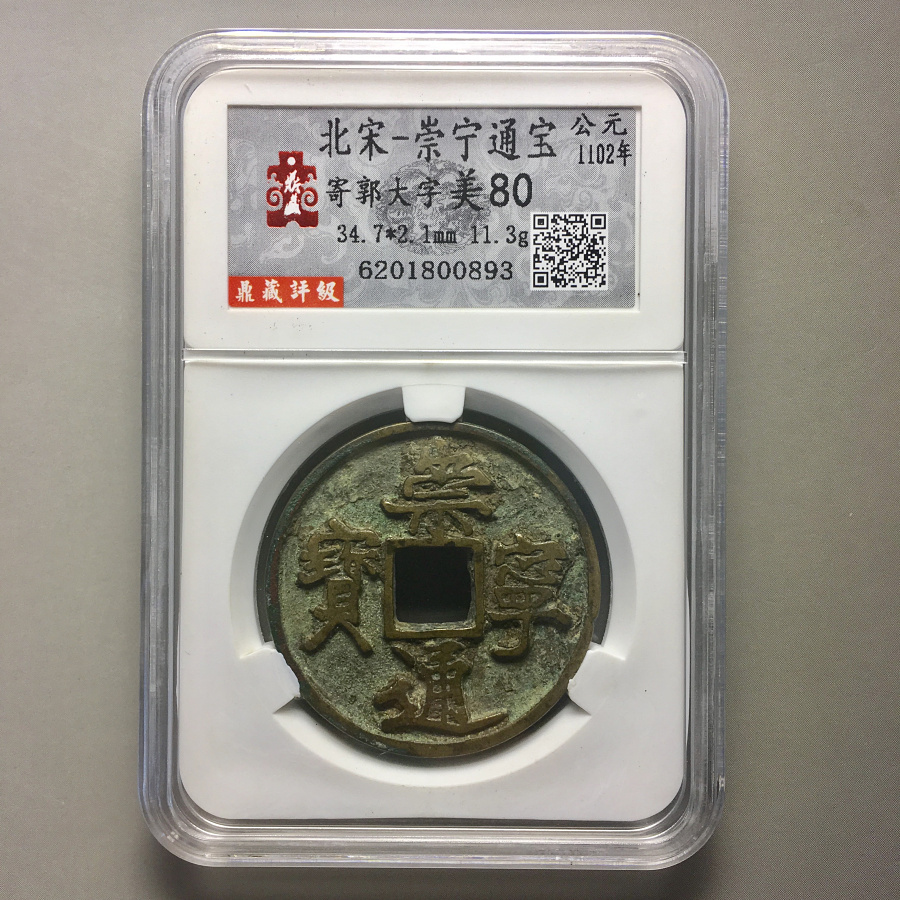 北宋-崇宁通宝 公元1102年
寄郭大字 美80
34.7*2.1mm 11.3g
6201800893
鼎藏評級
崇寧通寶